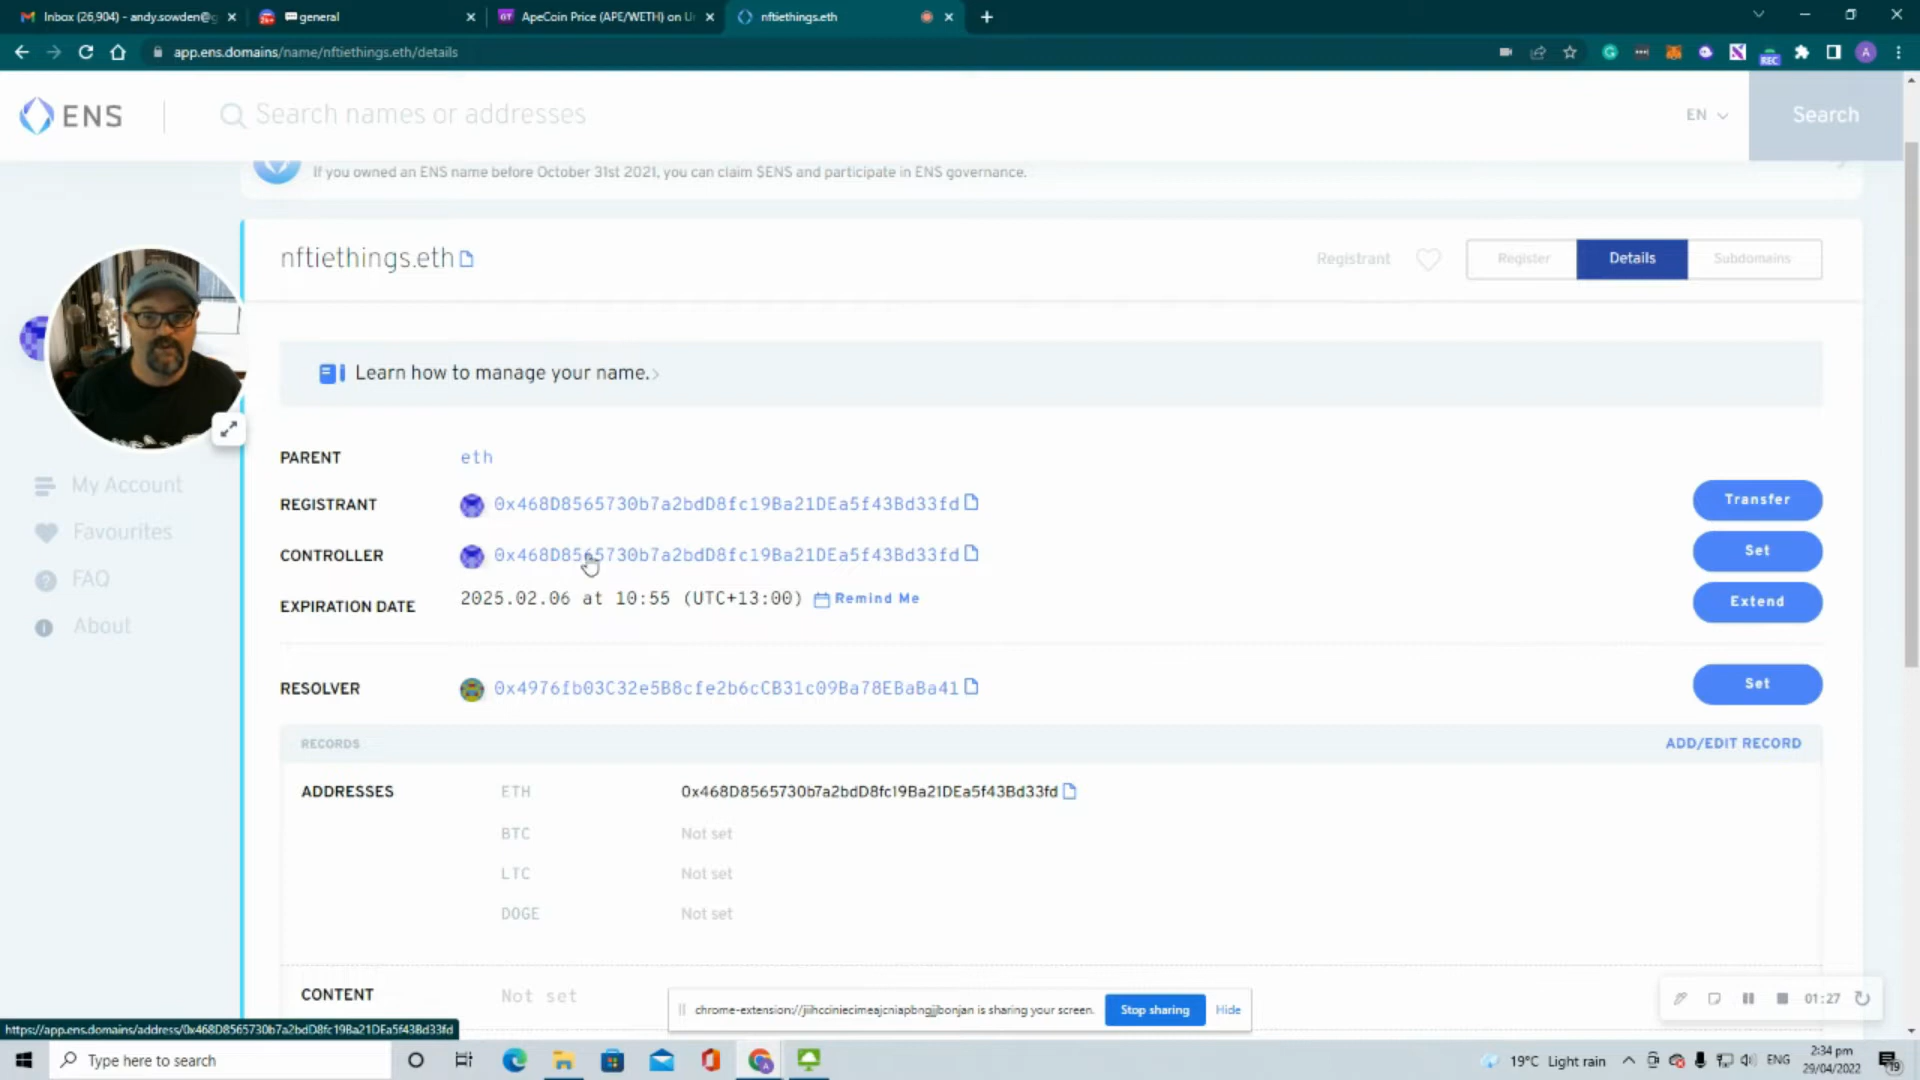 Inbox (26,904) - andy.sowden@g
general
ApeCoin Price (APE/WETH) on U
nftiethings.eth
app.ens.domains/name/nftiethings.eth/details
REC
A
ENS
Search names or addresses
EN
Search
If you owned an ENS name before October 31st 2021, you can claim $ENS and participate in ENS governance.
nftiethings.eth
Registrant
Register
Details
Subdomains
Learn how to manage your name.
My Account
Favourites
FAQ
About
PARENT
eth
REGISTRANT
0x468D8565730b7a2bdD8fc19Ba21DEa5f43Bd33fd
Transfer
CONTROLLER
0x468D8565730b7a2bdD8fc19Ba21DEa5f43Bd33fd
Set
EXPIRATION DATE
2025.02.06 at 10:55 (UTC+13:00)
Remind Me
Extend
RESOLVER
0x4976fb03C32e5B8cfe2b6cCB31c09Ba78EBaBa41
Set
RECORDS
ADD/EDIT RECORD
ADDRESSES
ETH
0x468D8565730b7a2bdD8fc19Ba21DEa5f43Bd33fd
BTC
Not set
LTC
Not set
DOGE
Not set
CONTENT
Not set
Stop sharing
Hide
01:27
https://app.ens.domains/address/0x468D8565730b7a2bdD8fc19Ba21DEa5f43Bd33fd
Type here to search
19°C Light rain
ENG
2:34 pm
29/04/2022
19